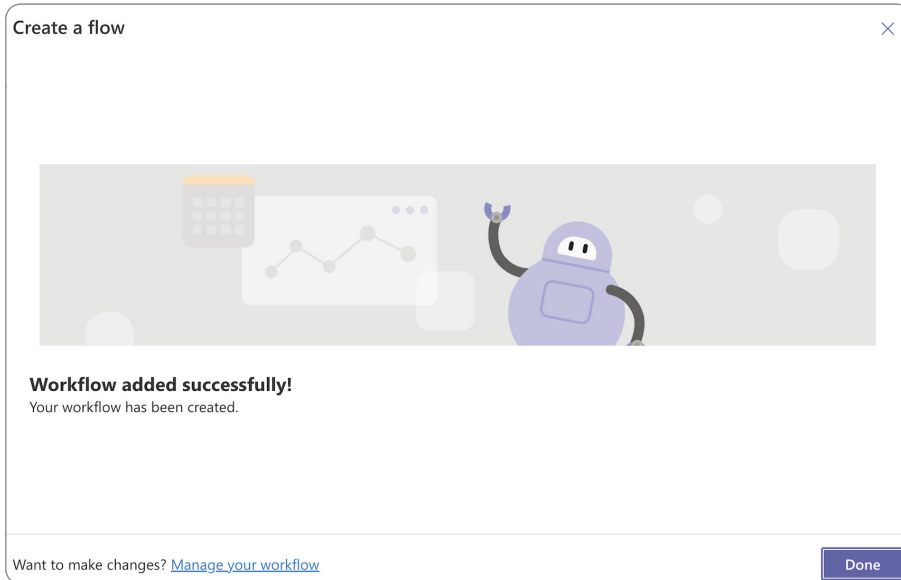 Create a flow
Workflow added successfully!
Your workflow has been created.
Want to make changes? Manage your workflow
Done